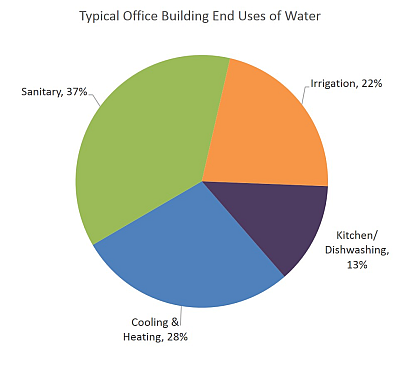 Typical Office Building End Uses of Water
Sanitary, 37%
Irrigation, 22%
Kitchen/
Dishwashing,
13%
Cooling &
Heating, 28%